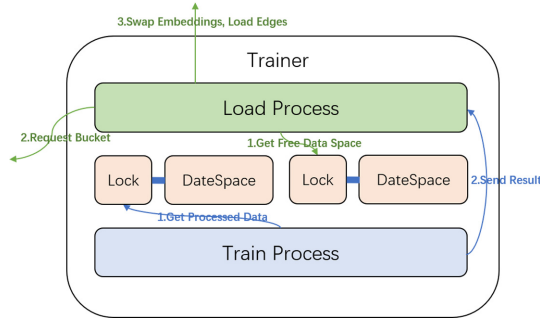 3.Swap Embeddings, Load Edges
Trainer
Load Process
2.Request Bucket
1.Get Free Data Space
Lock
DateSpace
Lock
DateSpace
2.Send Result
1.Get Processed Data
Train Process